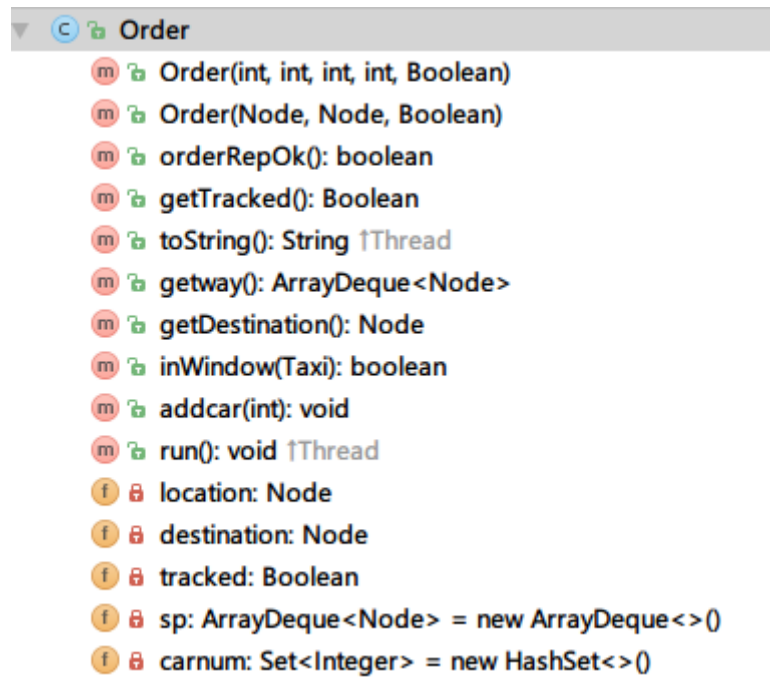 C Order
m Order(int, int, int, int, Boolean)
m Order(Node, Node, Boolean)
m orderRepOk(): boolean
m getTracked(): Boolean
m toString(): String ↑Thread
m getway(): ArrayDeque<Node>
m getDestination(): Node
m inWindow(Taxi): boolean
m addcar(int): void
m run(): void ↑Thread
f location: Node
f destination: Node
f tracked: Boolean
f sp: ArrayDeque<Node> = new ArrayDeque<>()
f carnum: Set<Integer> = new HashSet<>()